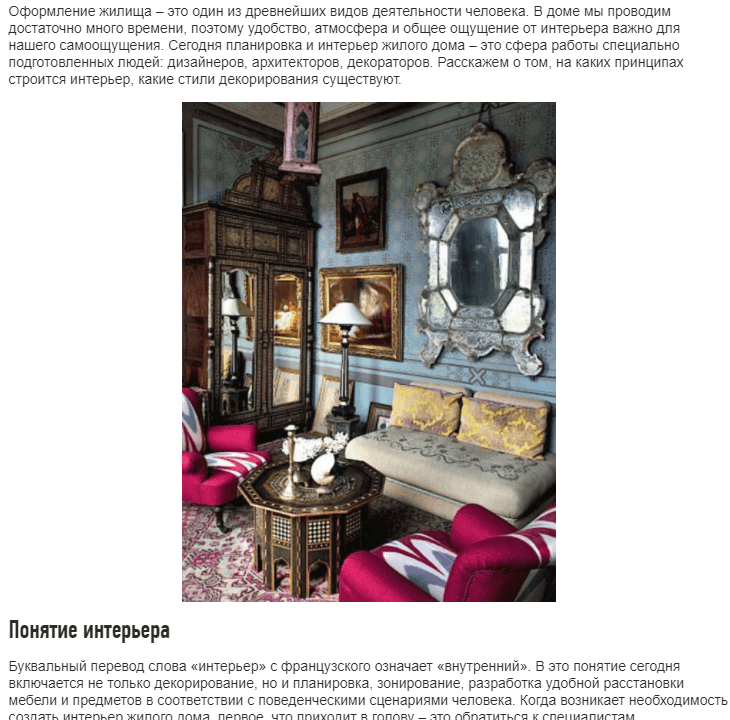 Оформление жилища – это один из древнейших видов деятельности человека. В доме мы проводим
достаточно много времени, поэтому удобство, атмосфера и общее ощущение от интерьера важно для
нашего самоощущения. Сегодня планировка и интерьер жилого дома – это сфера работы специально
подготовленных людей: дизайнеров, архитекторов, декораторов. Расскажем о том, на каких принципах
строится интерьер, какие стили декорирования существуют.
Понятие интерьера
Буквальный перевод слова «интерьер» с французского означает «внутренний». В это понятие сегодня
включается не только декорирование, но и планировка, зонирование, разработка удобной расстановки
мебели и предметов в соответствии с поведенческими сценариями человека. Когда возникает необходимость
создать интерьер жилого дома, первое, что приходит в голову – это обратиться к специалистам.